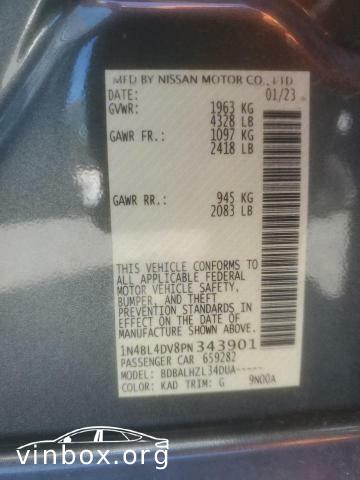 MFD BY NISSAN MOTOR CO., LTD
DATE: 01/23
GVWR: 1963 KG
4328 LB
GAWR FR.: 1097 KG
2418 LB
GAWR RR.: 945 KG
2083 LB
THIS VEHICLE CONFORMS TO
ALL APPLICABLE FEDERAL
MOTOR VEHICLE SAFETY,
BUMPER, AND THEFT
PREVENTION STANDARDS IN
EFFECT ON THE DATE OF
MANUFACTURE SHOWN ABOVE.
1N4BL4DV8PN343901
PASSENGER CAR 659282
MODEL: BDBALHZL34DUA-----
COLOR: KAD TRIM: G 9N00A
vinbox.org